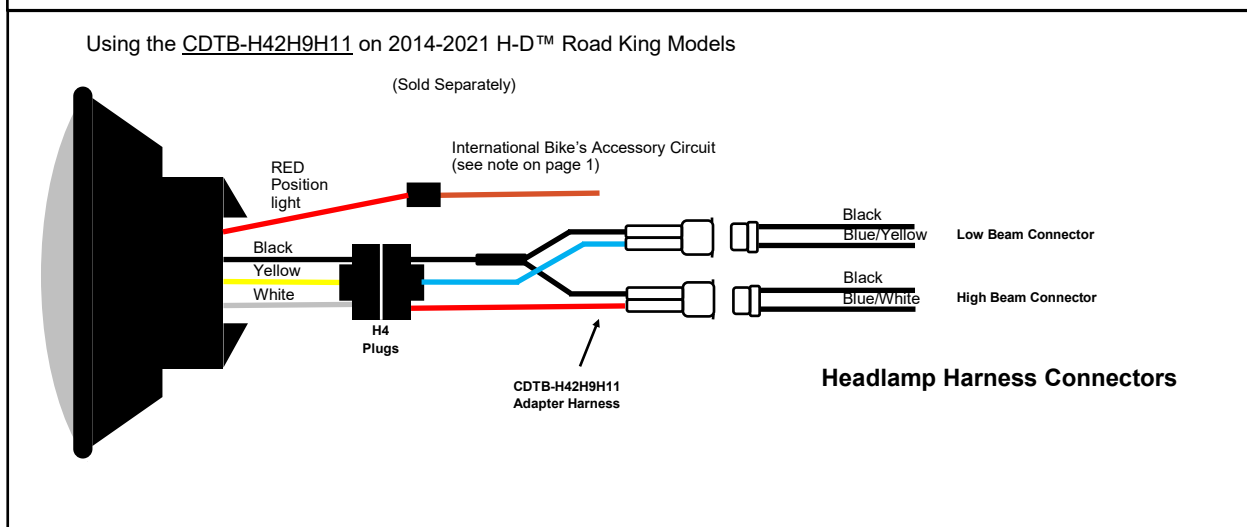 Using the CDTB-H42H9H11 on 2014-2021 H-D™ Road King Models
(Sold Separately)
International Bike's Accessory Circuit
(see note on page 1)
RED
Position
light
Black
Yellow
White
H4
Plugs
CDTB-H42H9H11
Adapter Harness
Black
Blue/Yellow
Low Beam Connector
Black
Blue/White
High Beam Connector
Headlamp Harness Connectors